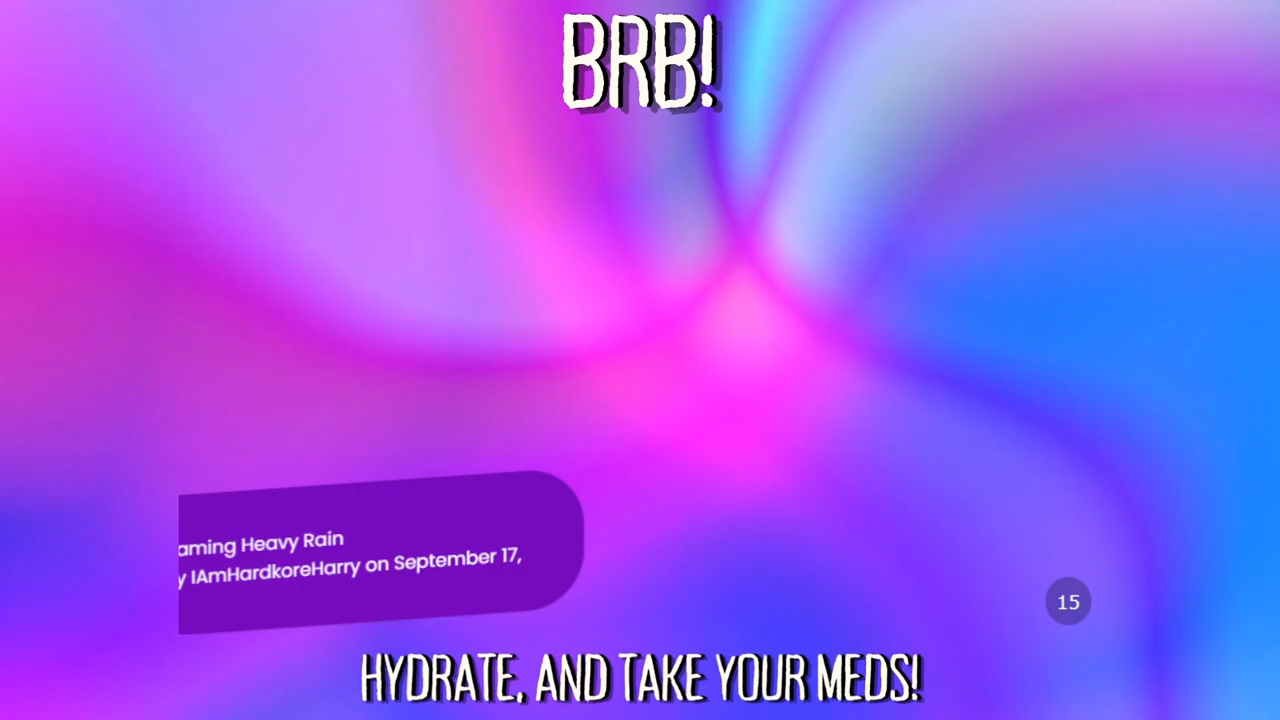 BRB!
aming Heavy Rain
y IAmHardkoreHarry on September 17,
15
HYDRATE, AND TAKE YOUR MEDS!